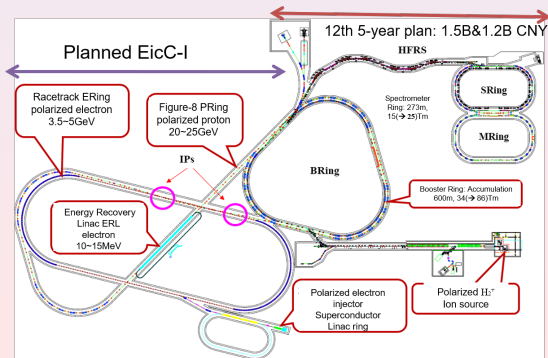 12th 5-year plan: 1.5B&1.2B CNY
Planned EicC-I
HFRS
Racetrack ERing
polarized electron
3.5~5GeV
Figure-8 PRing
polarized proton
20~25GeV
Spectrometer
Ring: 273m,
15(→25)Tm
SRing
MRing
IPs
BRing
Booster Ring: Accumulation
600m, 34(→ 86)Tm
Energy Recovery
Linac ERL
electron
10~15MeV
Polarized electron
injector
Superconductor
Linac ring
Polarized H₂⁺
Ion source